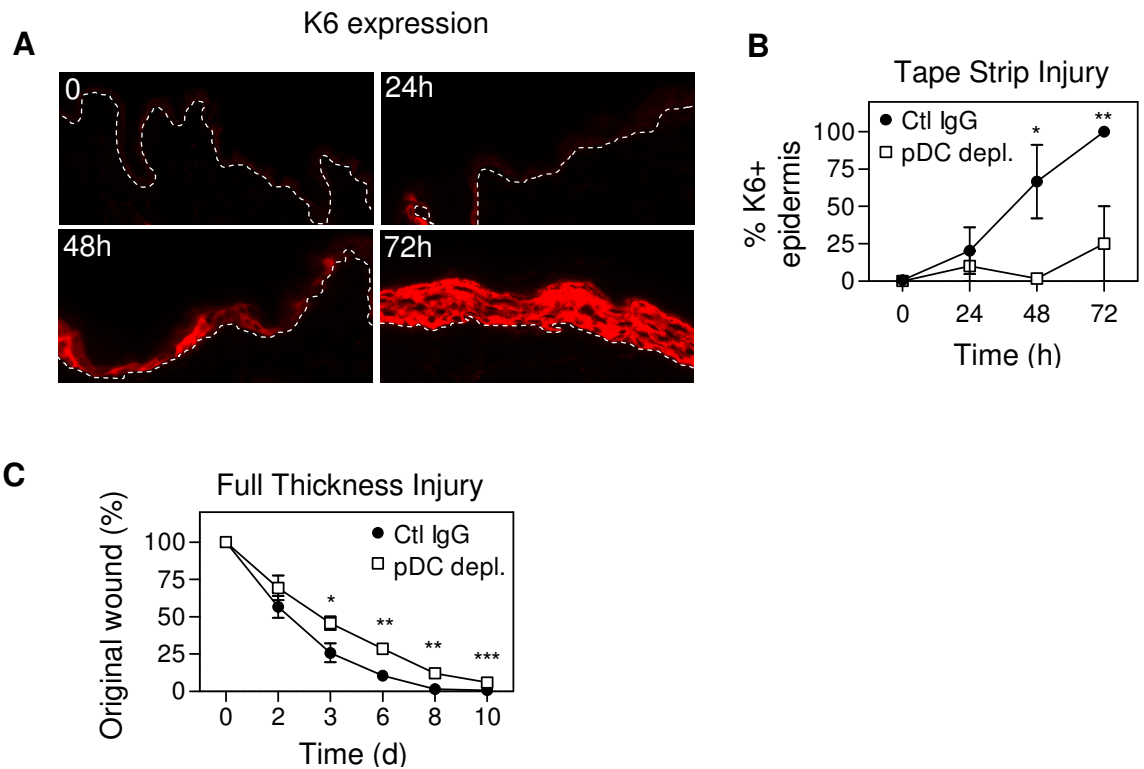 K6 expression
A
0
24h
48h
72h
B
Tape Strip Injury
Ctl IgG
pDC depl.
* **
100
75
50
25
0
% K6+
epidermis
0 24 48 72
Time (h)
C
Full Thickness Injury
Ctl IgG
pDC depl.
* ** ** ***
100
75
50
25
0
Original wound (%)
0 2 3 6 8 10
Time (d)